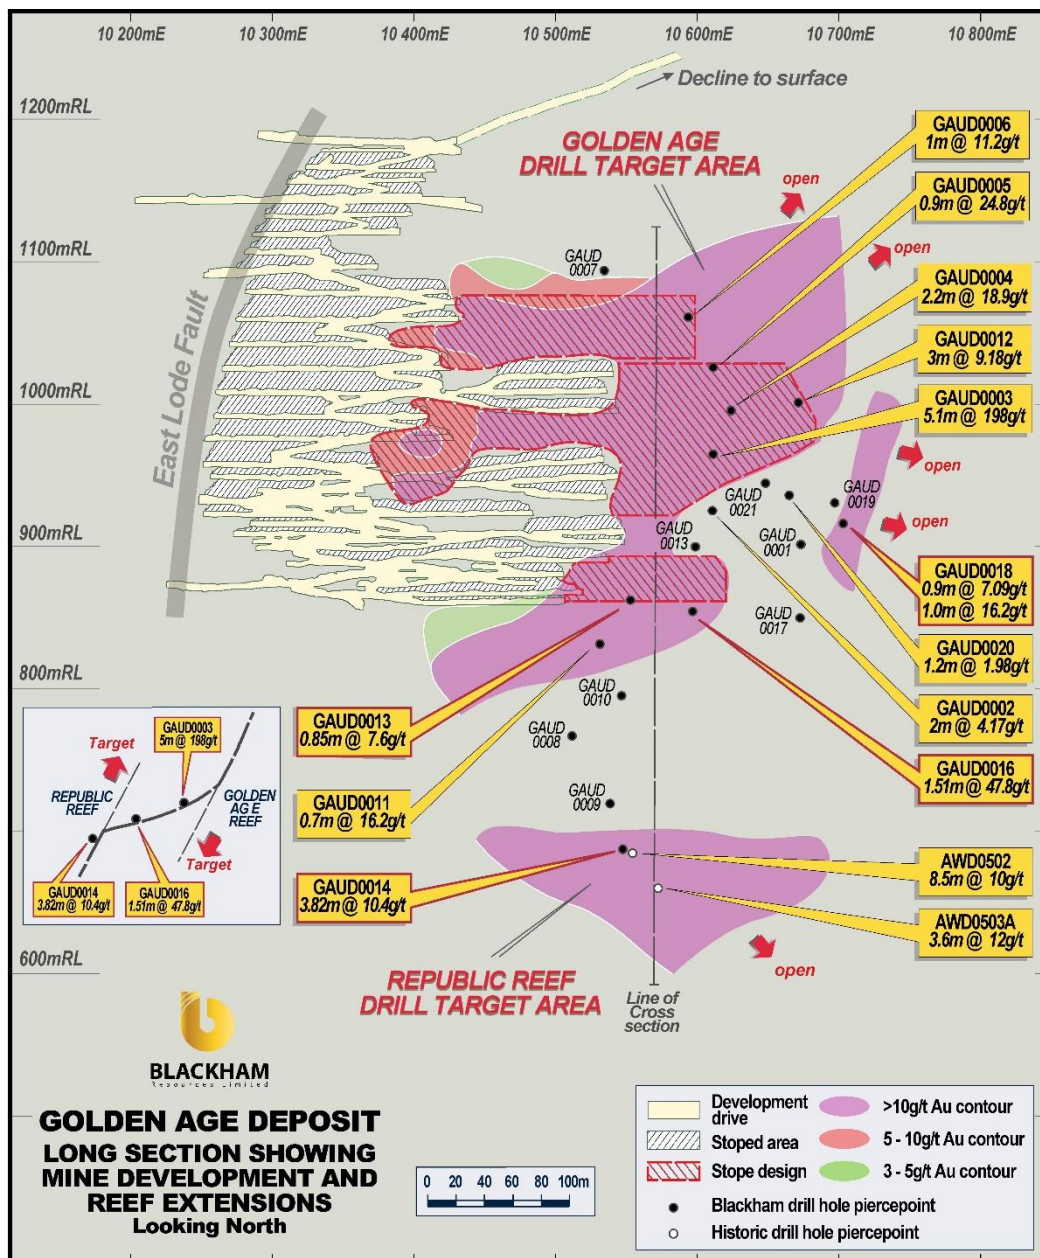 10 200mE
10 300mE
10 400mE
10 500mE
10 600mE
10 700mE
10 800mE
1200mRL
1100mRL
1000mRL
900mRL
800mRL
600mRL
Decline to surface
East Lode Fault
GOLDEN AGE
DRILL TARGET AREA
open
open
open
open
open
GAUD0006
1m @ 11.2g/t
GAUD0005
0.9m @ 24.8g/t
GAUD0004
2.2m @ 18.9g/t
GAUD0012
3m @ 9.18g/t
GAUD0003
5.1m @ 198g/t
GAUD0018
0.9m @ 7.09g/t
1.0m @ 16.2g/t
GAUD0020
1.2m @ 1.98g/t
GAUD0002
2m @ 4.17g/t
GAUD0016
1.51m @ 47.8g/t
AWD0502
8.5m @ 10g/t
AWD0503A
3.6m @ 12g/t
GAUD
0007
GAUD
0021
GAUD
0019
GAUD
0013
GAUD
0001
GAUD
0017
GAUD
0010
GAUD
0008
GAUD
0009
GAUD0013
0.85m @ 7.6g/t
GAUD0011
0.7m @ 16.2g/t
GAUD0014
3.82m @ 10.4g/t
REPUBLIC REEF
DRILL TARGET AREA
Line of
Cross
section
GAUD0003
5m @ 198g/t
Target
REPUBLIC
REEF
GOLDEN
AGE
REEF
Target
GAUD0014
3.82m @ 10.4g/t
GAUD0016
1.51m @ 47.8g/t
BLACKHAM
Resources Limited
GOLDEN AGE DEPOSIT
LONG SECTION SHOWING
MINE DEVELOPMENT AND
REEF EXTENSIONS
Looking North
0 20 40 60 80 100m
Development
drive
Stoped area
Stope design
>10g/t Au contour
5 - 10g/t Au contour
3 - 5g/t Au contour
Blackham drill hole piercepoint
Historic drill hole piercepoint